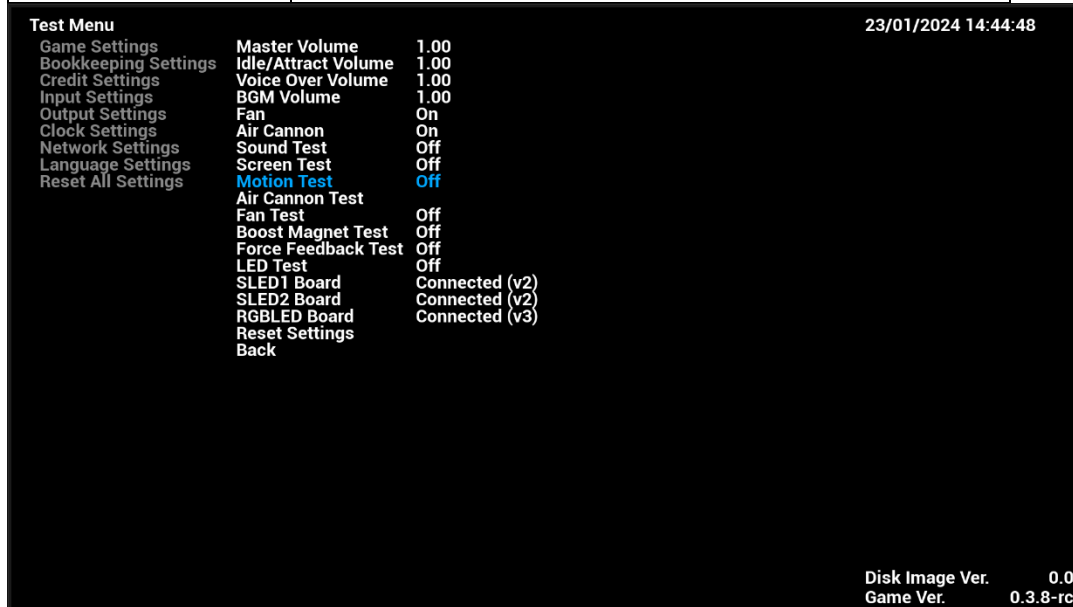 Test Menu
23/01/2024 14:44:48
Game Settings
Bookkeeping Settings
Credit Settings
Input Settings
Output Settings
Clock Settings
Network Settings
Language Settings
Reset All Settings
Master Volume 1.00
Idle/Attract Volume 1.00
Voice Over Volume 1.00
BGM Volume 1.00
Fan On
Air Cannon On
Sound Test Off
Screen Test Off
Motion Test Off
Air Cannon Test
Fan Test Off
Boost Magnet Test Off
Force Feedback Test Off
LED Test Off
SLED1 Board Connected (v2)
SLED2 Board Connected (v2)
RGBLED Board Connected (v3)
Reset Settings
Back
Disk Image Ver. 0.0
Game Ver. 0.3.8-rc